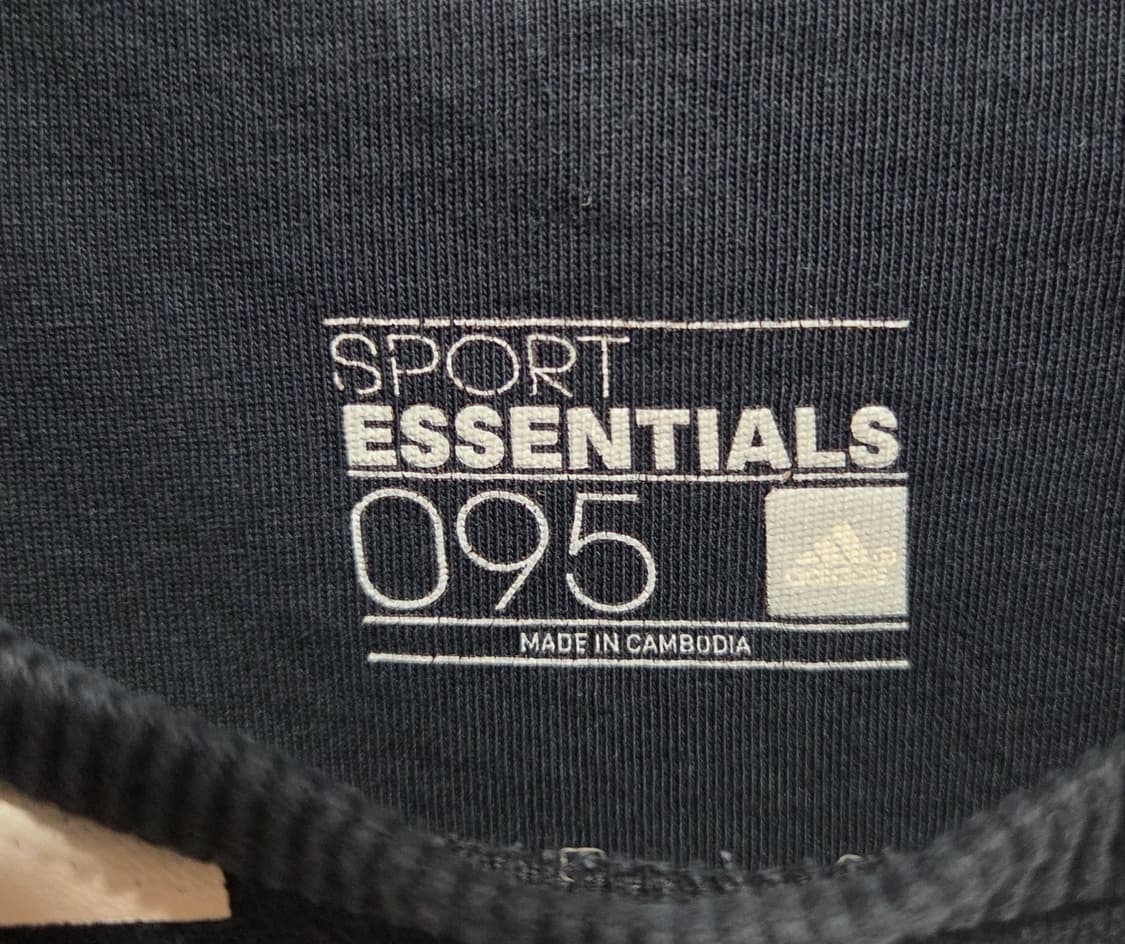 SPORT
ESSENTIALS
095
MADE IN CAMBODIA